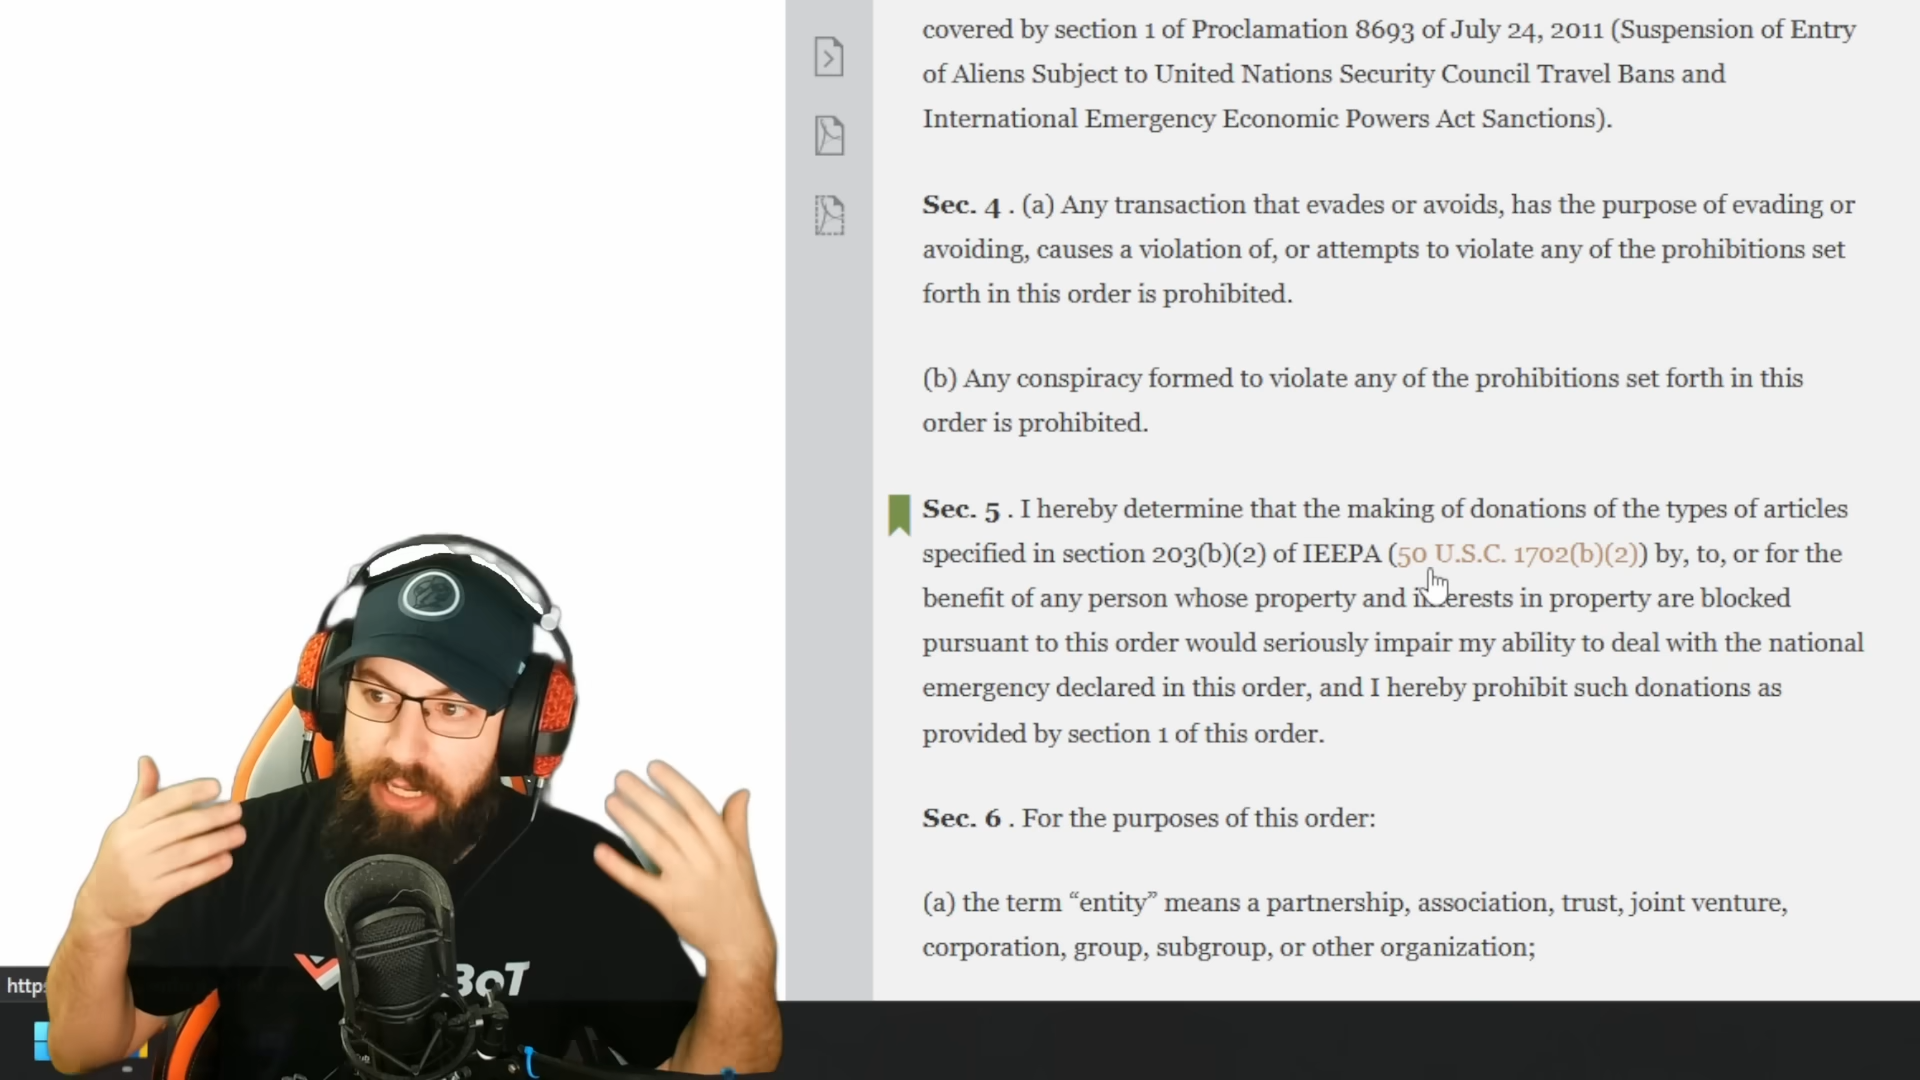 covered by section 1 of Proclamation 8693 of July 24, 2011 (Suspension of Entry
of Aliens Subject to United Nations Security Council Travel Bans and
International Emergency Economic Powers Act Sanctions).
Sec. 4 . (a) Any transaction that evades or avoids, has the purpose of evading or
avoiding, causes a violation of, or attempts to violate any of the prohibitions set
forth in this order is prohibited.
(b) Any conspiracy formed to violate any of the prohibitions set forth in this
order is prohibited.
Sec. 5 . I hereby determine that the making of donations of the types of articles
specified in section 203(b)(2) of IEEPA (50 U.S.C. 1702(b)(2)) by, to, or for the
benefit of any person whose property and interests in property are blocked
pursuant to this order would seriously impair my ability to deal with the national
emergency declared in this order, and I hereby prohibit such donations as
provided by section 1 of this order.
Sec. 6 . For the purposes of this order:
(a) the term “entity” means a partnership, association, trust, joint venture,
corporation, group, subgroup, or other organization;
http